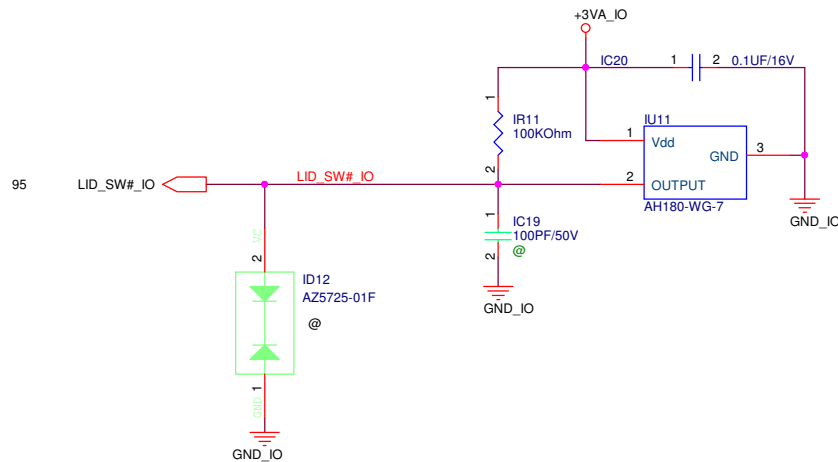 +3VA_IO
IC20
1
2
0.1UF/16V
1
IR11
100KOhm
2
IU11
1
Vdd
GND
3
2
OUTPUT
AH180-WG-7
GND_IO
95
LID_SW#_IO
LID_SW#_IO
1
IC19
100PF/50V
2
@
GND_IO
VC
2
ID12
AZ5725-01F
@
1
GND
GND_IO